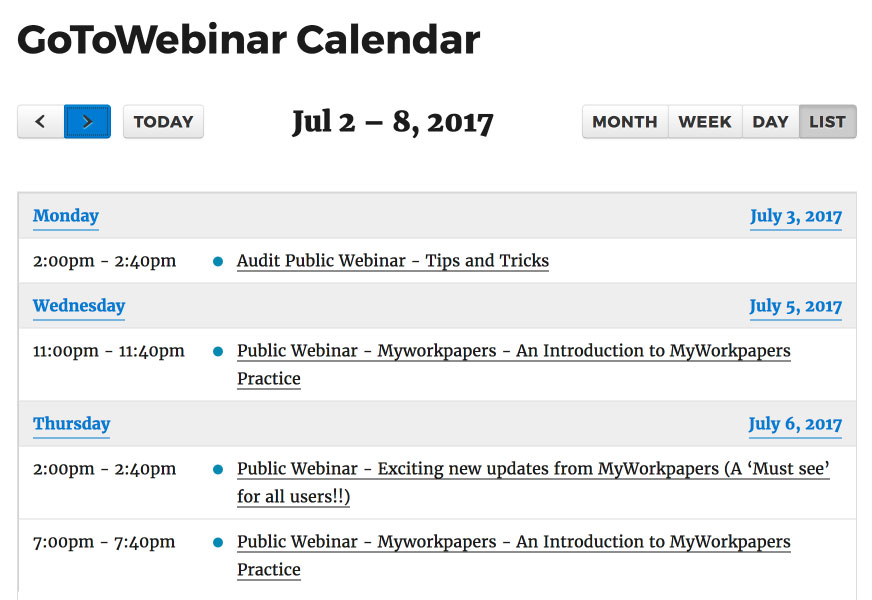 GoToWebinar Calendar
TODAY
Jul 2 – 8, 2017
MONTH WEEK DAY LIST
Monday July 3, 2017
2:00pm - 2:40pm Audit Public Webinar - Tips and Tricks
Wednesday July 5, 2017
11:00pm - 11:40pm Public Webinar - Myworkpapers - An Introduction to MyWorkpapers
Practice
Thursday July 6, 2017
2:00pm - 2:40pm Public Webinar - Exciting new updates from MyWorkpapers (A ‘Must see’
for all users!!)
7:00pm - 7:40pm Public Webinar - Myworkpapers - An Introduction to MyWorkpapers
Practice